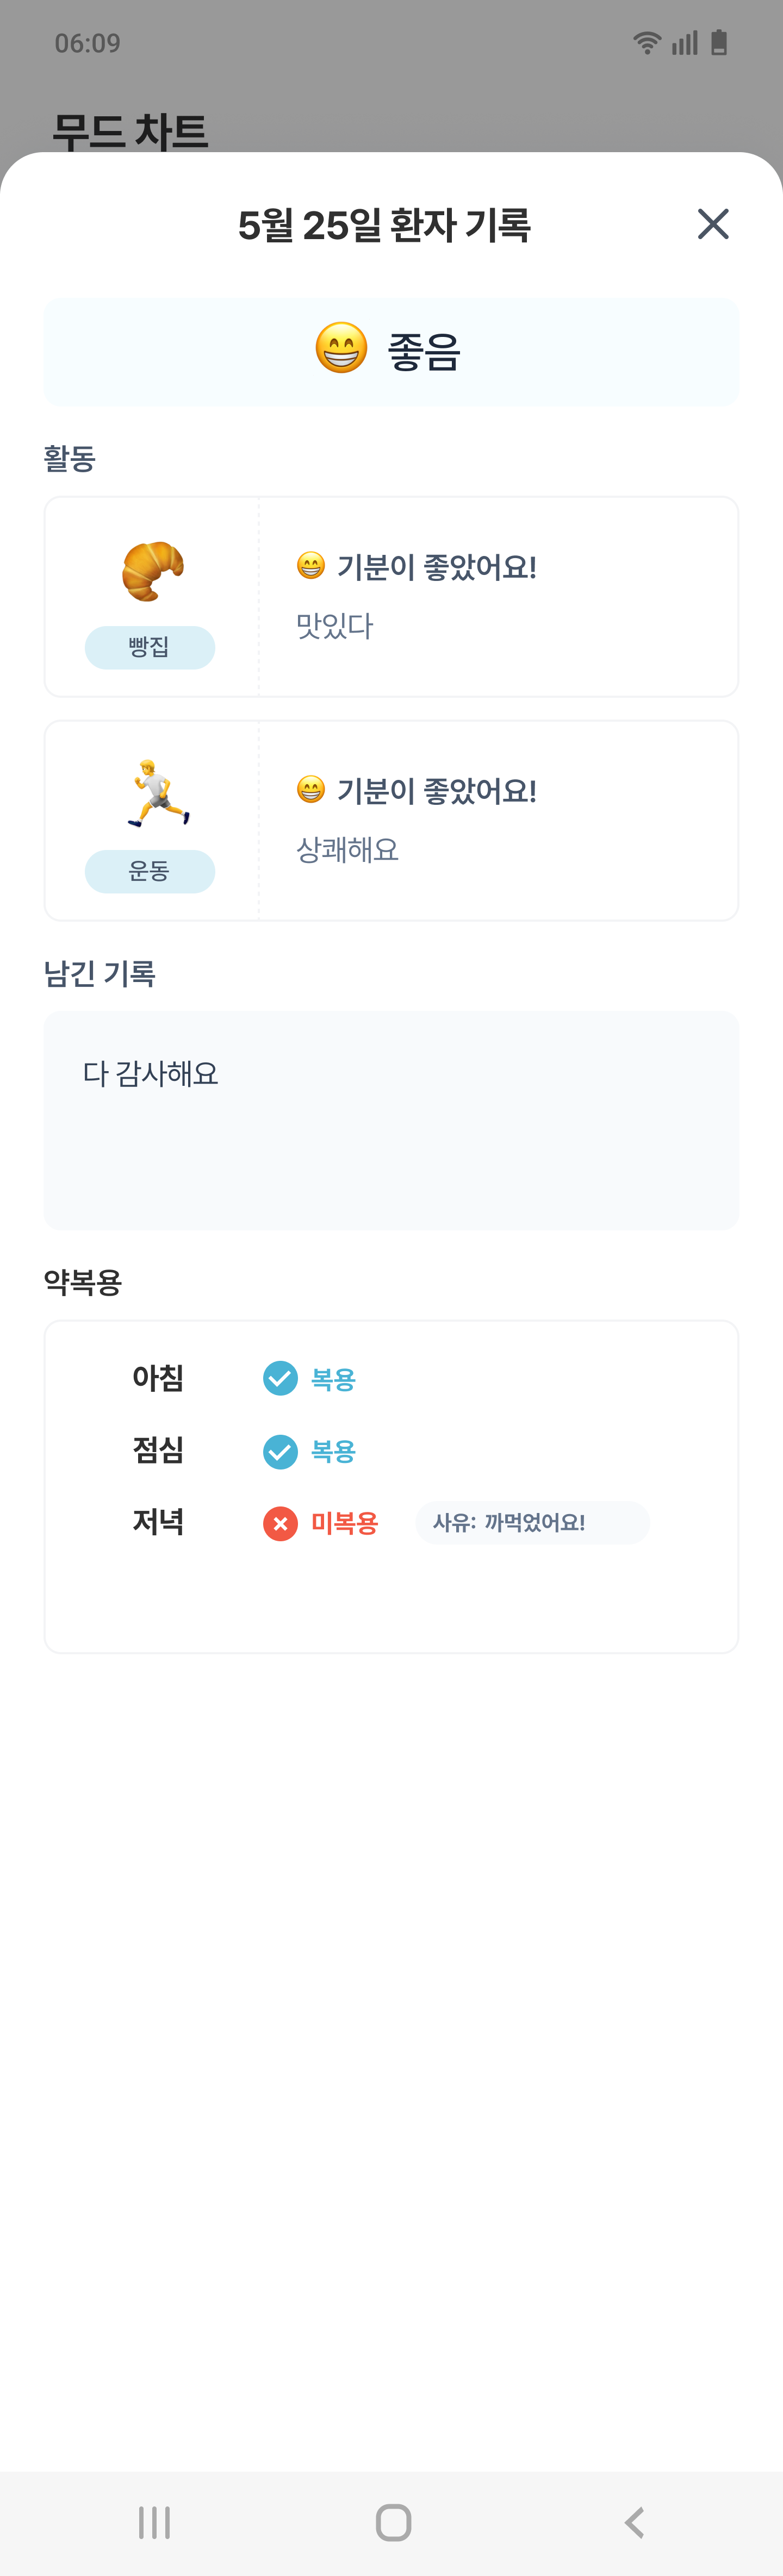 06:09
무드 차트
5월 25일 환자 기록
좋음
활동
빵집
기분이 좋았어요!
맛있다
운동
기분이 좋았어요!
상쾌해요
남긴 기록
다 감사해요
약복용
아침 복용
점심 복용
저녁 미복용 사유: 까먹었어요!